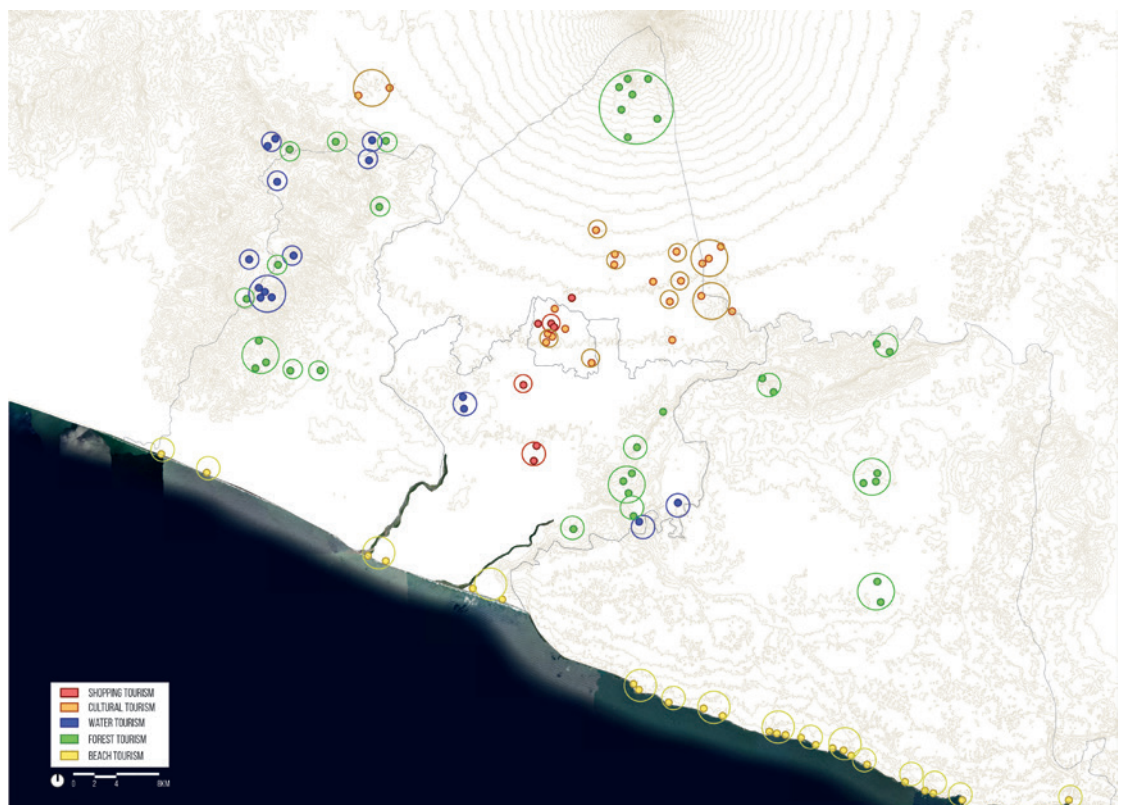 SHOPPING TOURISM
CULTURAL TOURISM
WATER TOURISM
FOREST TOURISM
BEACH TOURISM
0 2 4 8KM